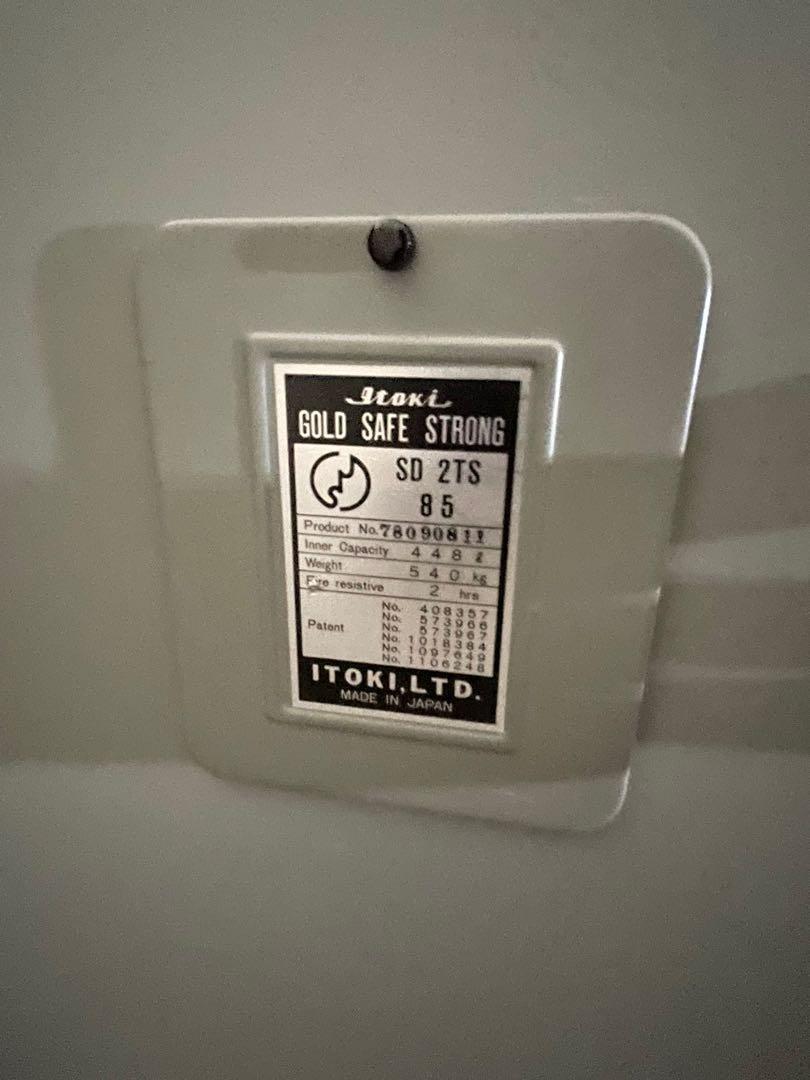 Itoki
GOLD SAFE STRONG
SD 2TS
85
Product No. 78090811
Inner Capacity 448 ℓ
Weight 540 kg
Fire resistive 2 hrs
Patent
No. 408357
No. 573966
No. 573967
No. 1018384
No. 1097649
No. 1106248
ITOKI, LTD.
MADE IN JAPAN